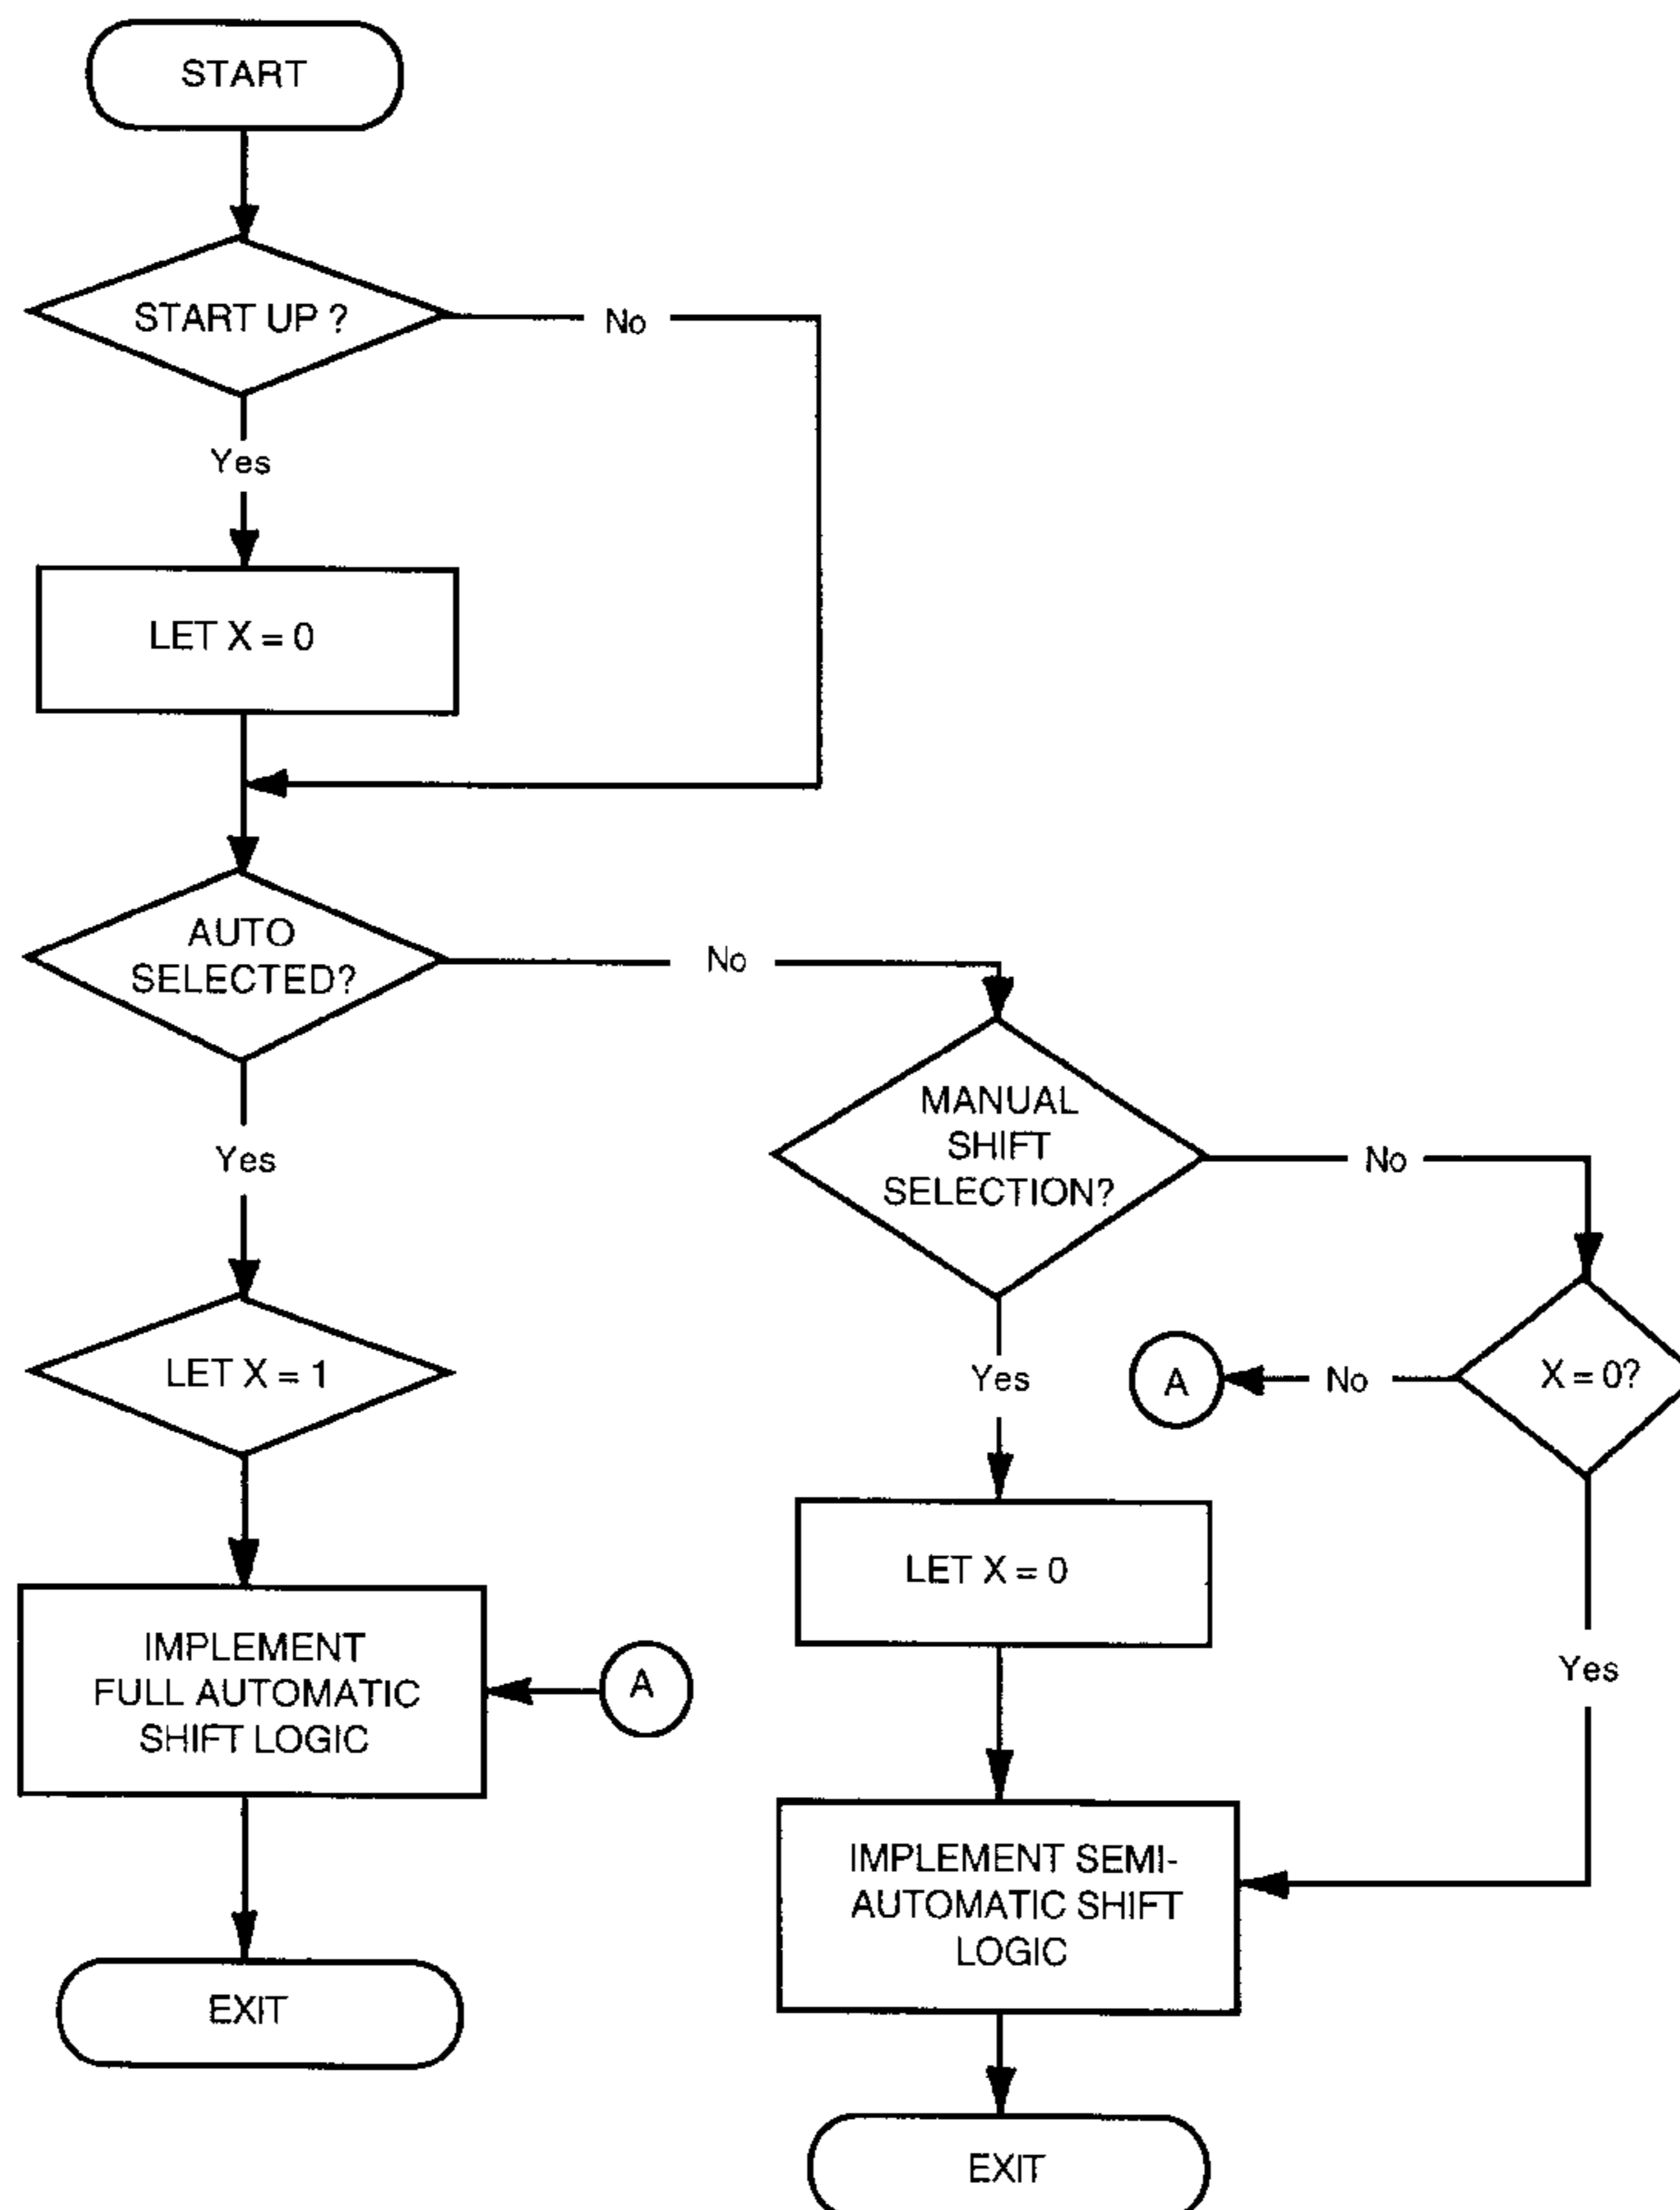 START
START UP ?
No
Yes
LET X = 0
AUTO
SELECTED?
No
Yes
MANUAL
SHIFT
SELECTION?
No
Yes
LET X = 1
A
No
X = 0?
LET X = 0
Yes
IMPLEMENT
FULL AUTOMATIC
SHIFT LOGIC
A
IMPLEMENT SEMI-
AUTOMATIC SHIFT
LOGIC
EXIT
EXIT